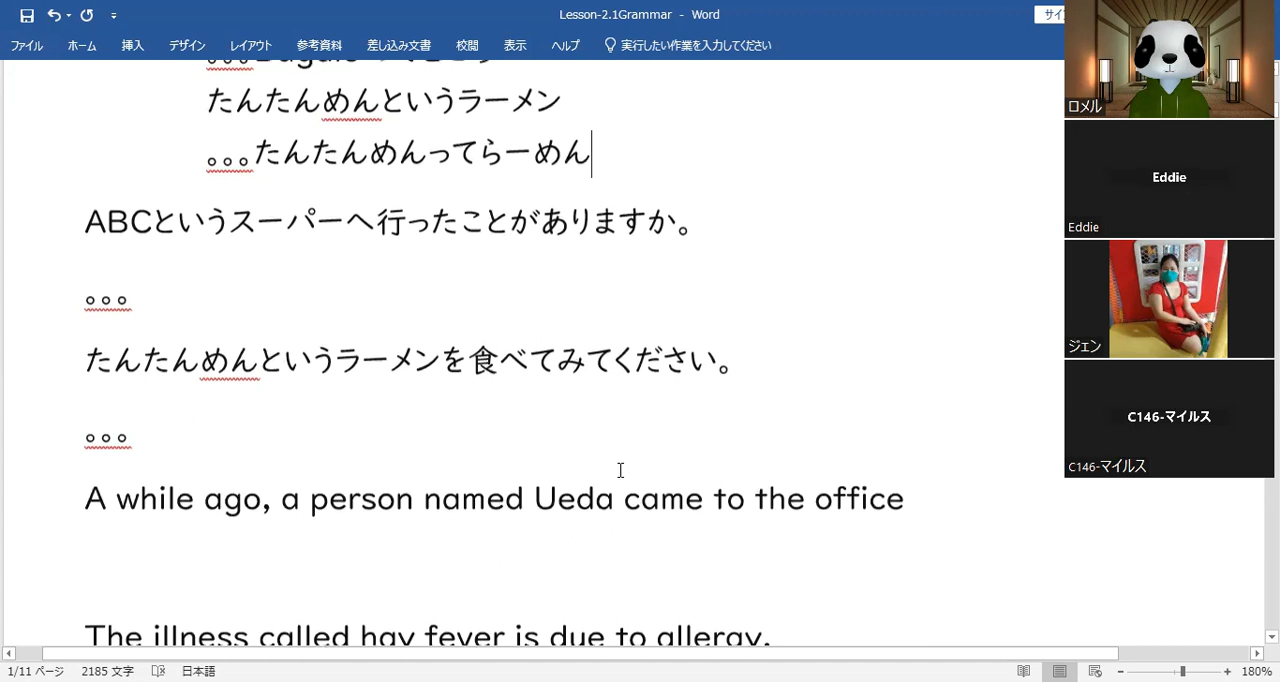 Lesson-2.1Grammar - Word
サイ
ファイル ホーム 挿入 デザイン レイアウト 参考資料 差し込み文書 校閲 表示 ヘルプ 実行したい作業を入力してください
たんたんめんというラーメン
。。。たんたんめんってらーめん
ABCというスーパーへ行ったことがありますか。
。。。
たんたんめんというラーメンを食べてみてください。
。。。
A while ago, a person named Ueda came to the office
The illness called hay fever is due to allergy.
1/11 ページ 2185 文字 日本語 180%
ロメル
Eddie
Eddie
ジェン
C146-マイルス
C146-マイルス